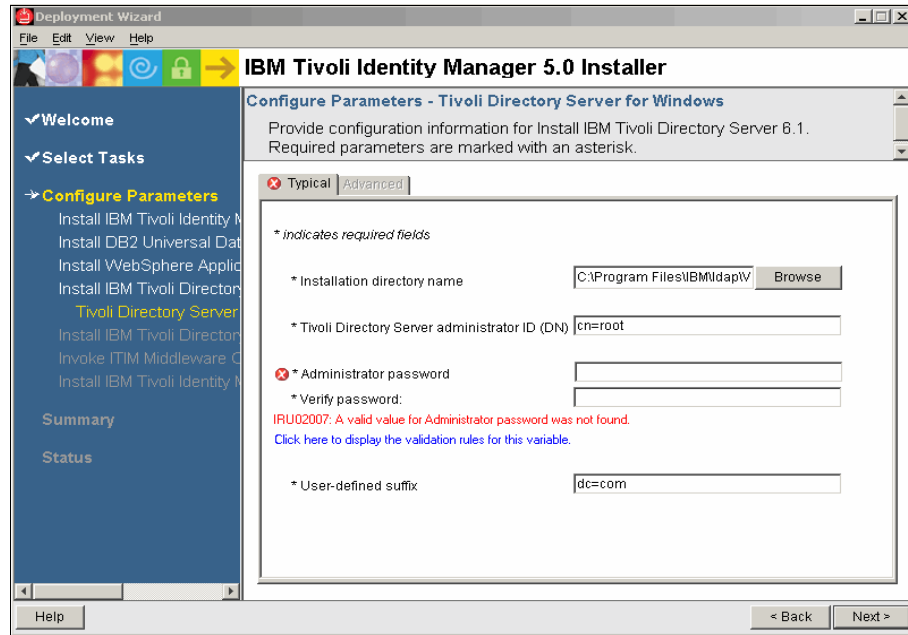 Deployment Wizard
File Edit View Help
IBM Tivoli Identity Manager 5.0 Installer
Welcome
Select Tasks
Configure Parameters
Install IBM Tivoli Identity M
Install DB2 Universal Dat
Install WebSphere Applic
Install IBM Tivoli Director
Tivoli Directory Server
Install IBM Tivoli Director
Invoke ITIM Middleware C
Install IBM Tivoli Identity M
Summary
Status
Configure Parameters - Tivoli Directory Server for Windows
Provide configuration information for Install IBM Tivoli Directory Server 6.1.
Required parameters are marked with an asterisk.
Typical Advanced
* indicates required fields
* Installation directory name C:\Program Files\IBM\ldap\V Browse
* Tivoli Directory Server administrator ID (DN) cn=root
* Administrator password
* Verify password:
IRU02007: A valid value for Administrator password was not found.
Click here to display the validation rules for this variable.
* User-defined suffix dc=com
Help < Back Next >